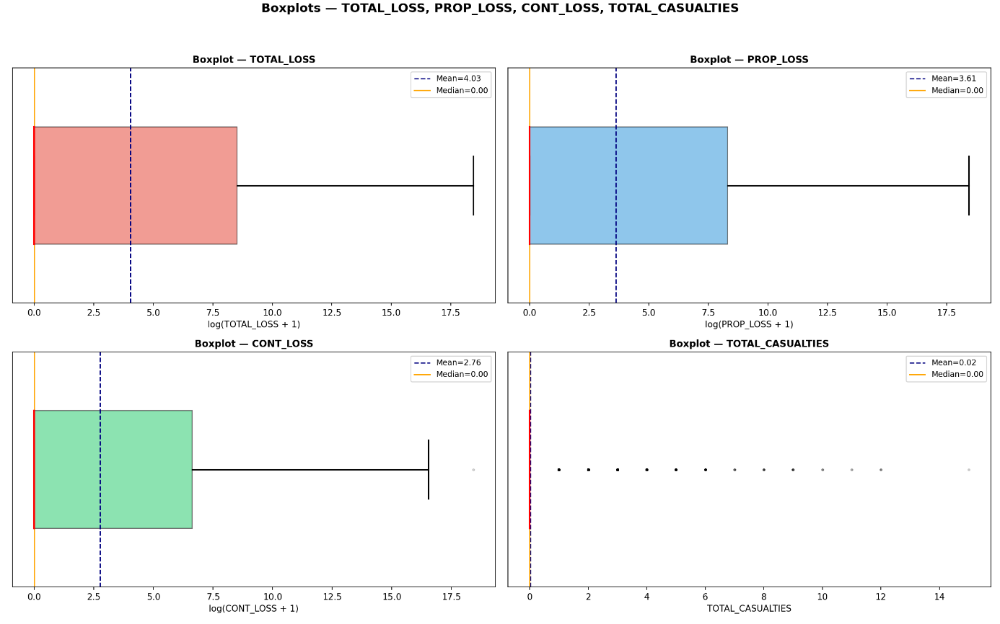 Boxplots — TOTAL_LOSS, PROP_LOSS, CONT_LOSS, TOTAL_CASUALTIES
Boxplot — TOTAL_LOSS
Mean=4.03
Median=0.00
0.0 2.5 5.0 7.5 10.0 12.5 15.0 17.5
log(TOTAL_LOSS + 1)
Boxplot — PROP_LOSS
Mean=3.61
Median=0.00
0.0 2.5 5.0 7.5 10.0 12.5 15.0 17.5
log(PROP_LOSS + 1)
Boxplot — CONT_LOSS
Mean=2.76
Median=0.00
0.0 2.5 5.0 7.5 10.0 12.5 15.0 17.5
log(CONT_LOSS + 1)
Boxplot — TOTAL_CASUALTIES
Mean=0.02
Median=0.00
0 2 4 6 8 10 12 14
TOTAL_CASUALTIES